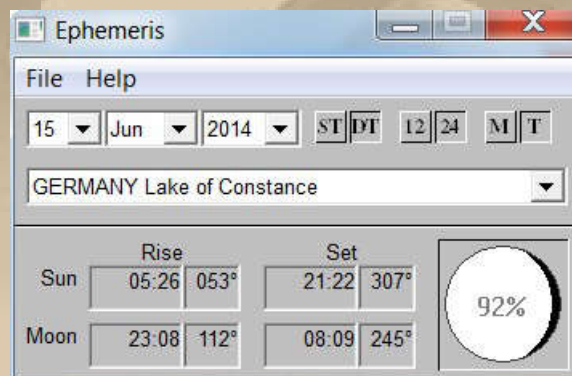 Ephemeris
File Help
15 Jun 2014 ST DT 12 24 M T
GERMANY Lake of Constance
Rise Set
Sun 05:26 053° 21:22 307°
92%
Moon 23:08 112° 08:09 245°